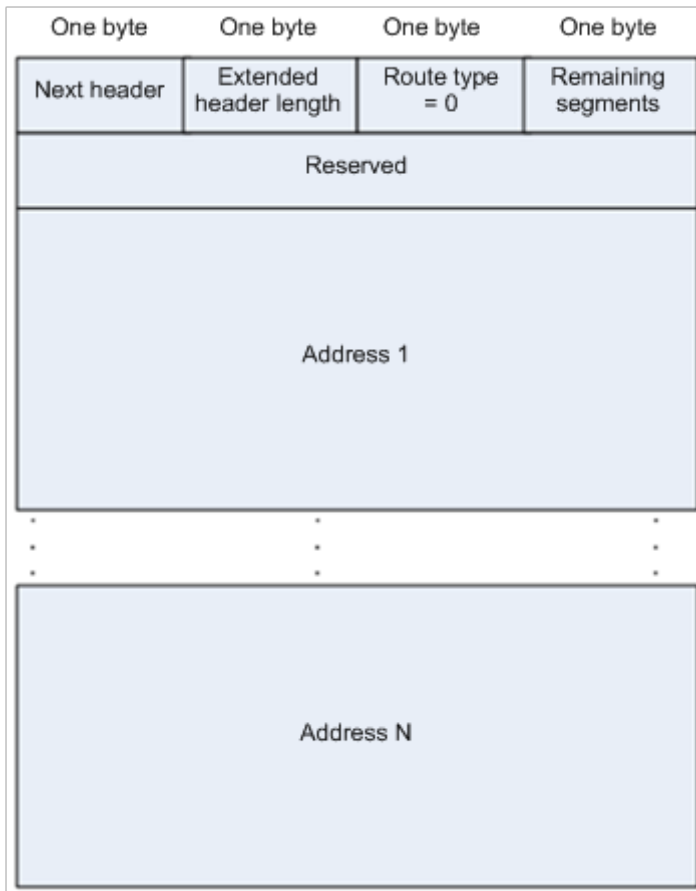 One byte One byte One byte One byte
Next header Extended header length Route type = 0 Remaining segments
Reserved
Address 1
Address N